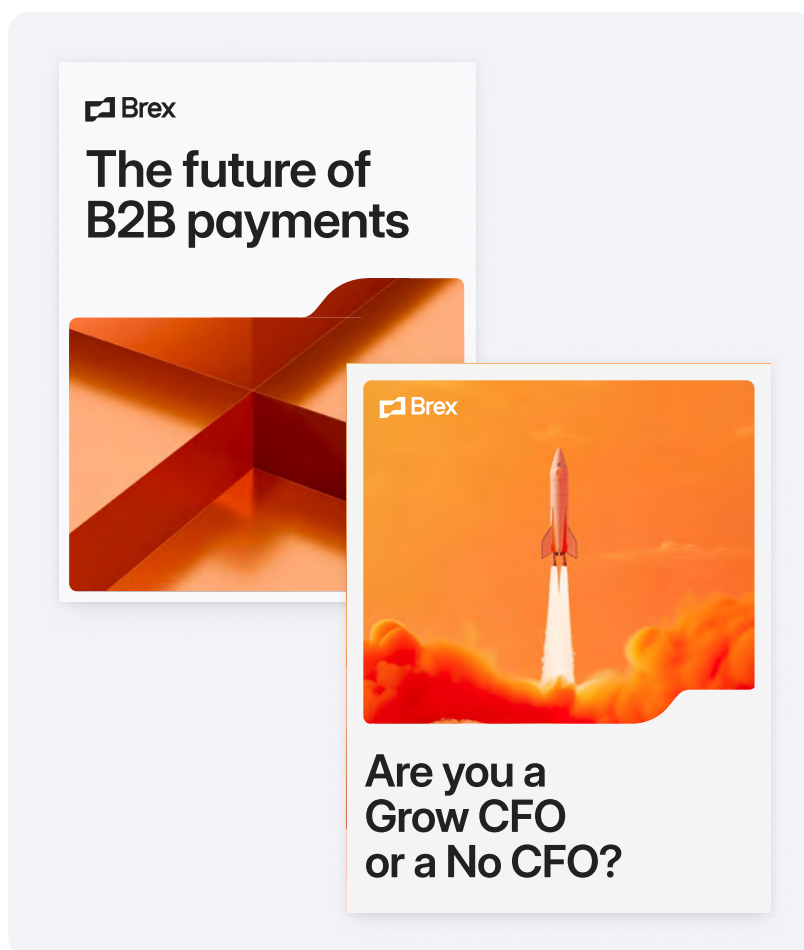 Brex
The future of
B2B payments
Brex
Are you a
Grow CFO
or a No CFO?